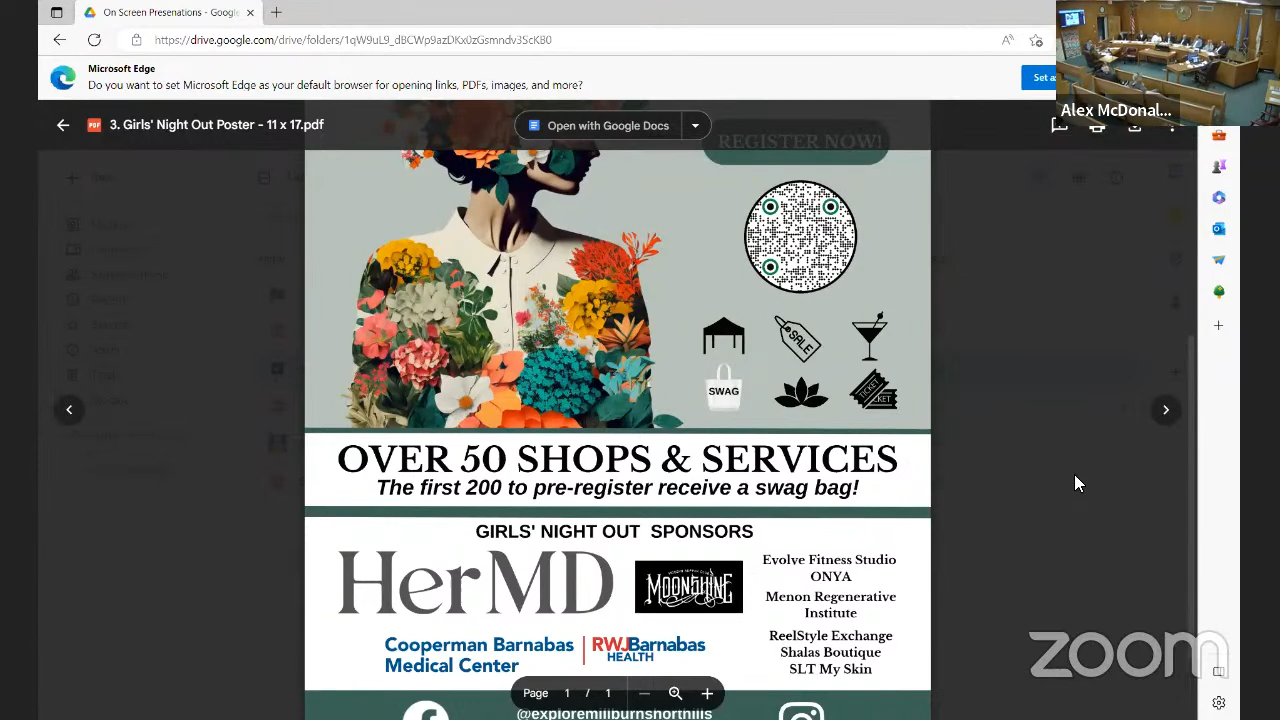 On Screen Presenations - Google
https://drive.google.com/drive/folders/1qW9uL9_dBCWp9azDKx0zGsmndv3ScKB0
Microsoft Edge
Do you want to set Microsoft Edge as your default browser for opening links, PDFs, images, and more?
Set as
Alex McDonal...
PDF
3. Girls' Night Out Poster - 11 x 17.pdf
Open with Google Docs
REGISTER NOW!
SALE
SWAG
TICKET
TICKET
OVER 50 SHOPS & SERVICES
The first 200 to pre-register receive a swag bag!
GIRLS' NIGHT OUT SPONSORS
HerMD
MOONSHINE
Evolve Fitness Studio
ONYA
Menon Regenerative
Institute
ReelStyle Exchange
Shalas Boutique
SLT My Skin
Cooperman Barnabas
Medical Center
RWJBarnabas
HEALTH
Page 1 / 1
@exploremillburnshorthills
zoom